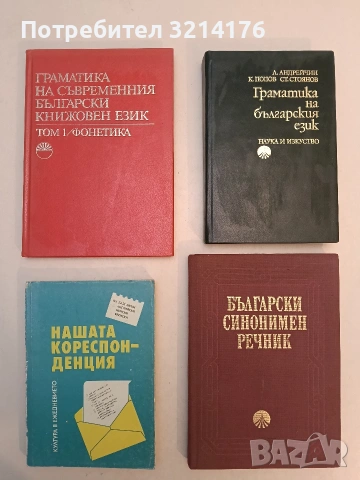 Потребител 3214176
ГРАМАТИКА
НА СЪВРЕМЕННИЯ
БЪЛГАРСКИ
КНИЖОВЕН ЕЗИК
ТОМ 1/ФОНЕТИКА
Л. АНДРЕЙЧИН
К. ПОПОВ СТ. СТОЯНОВ
Граматика
на
българския
език
НАУКА И ИЗКУСТВО
НАШАТА
КОРЕСПОН-
ДЕНЦИЯ
КУЛТУРА В ЕЖЕДНЕВИЕТО
БЪЛГАРСКИ
СИНОНИМЕН
РЕЧНИК
BAZAR